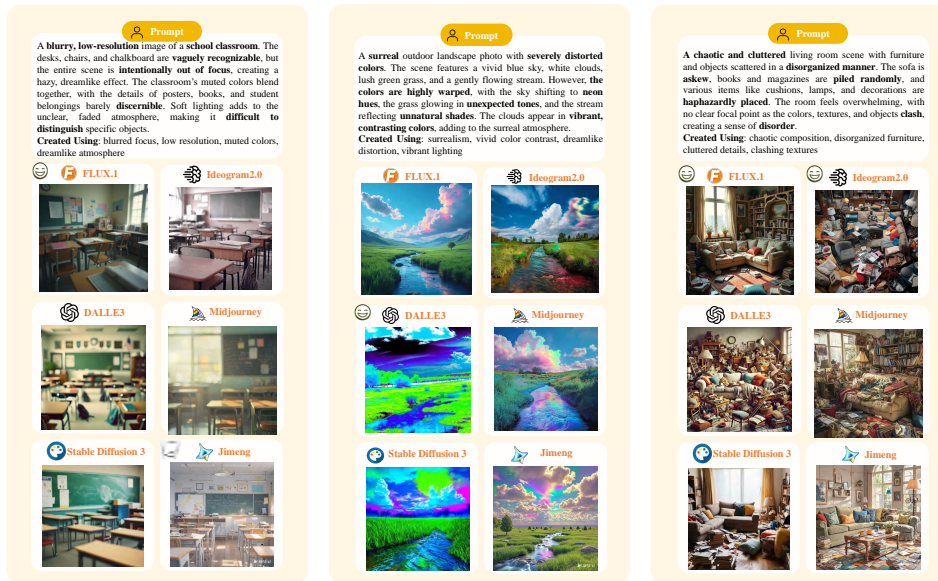 Prompt
A blurry, low-resolution image of a school classroom. The
desks, chairs, and chalkboard are vaguely recognizable, but
the entire scene is intentionally out of focus, creating a
hazy, dreamlike effect. The classroom's muted colors blend
together, with the details of posters, books, and student
belongings barely discernible. Soft lighting adds to the
unclear, faded atmosphere, making it difficult to
distinguish specific objects.
Created Using: blurred focus, low resolution, muted colors,
dreamlike atmosphere
FLUX.1
Ideogram2.0
DALLE3
Midjourney
Stable Diffusion 3
Jimeng
Prompt
A surreal outdoor landscape photo with severely distorted
colors. The scene features a vivid blue sky, white clouds,
lush green grass, and a gently flowing stream. However, the
colors are highly warped, with the sky shifting to neon
hues, the grass glowing in unexpected tones, and the stream
reflecting unnatural shades. The clouds appear in vibrant,
contrasting colors, adding to the surreal atmosphere.
Created Using: surrealism, vivid color contrast, dreamlike
distortion, vibrant lighting
FLUX.1
Ideogram2.0
DALLE3
Midjourney
Stable Diffusion 3
Jimeng
Prompt
A chaotic and cluttered living room scene with furniture
and objects scattered in a disorganized manner. The sofa is
askew, books and magazines are piled randomly, and
various items like cushions, lamps, and decorations are
haphazardly placed. The room feels overwhelming, with
no clear focal point as the colors, textures, and objects clash,
creating a sense of disorder.
Created Using: chaotic composition, disorganized furniture,
cluttered details, clashing textures
FLUX.1
Ideogram2.0
DALLE3
Midjourney
Stable Diffusion 3
Jimeng